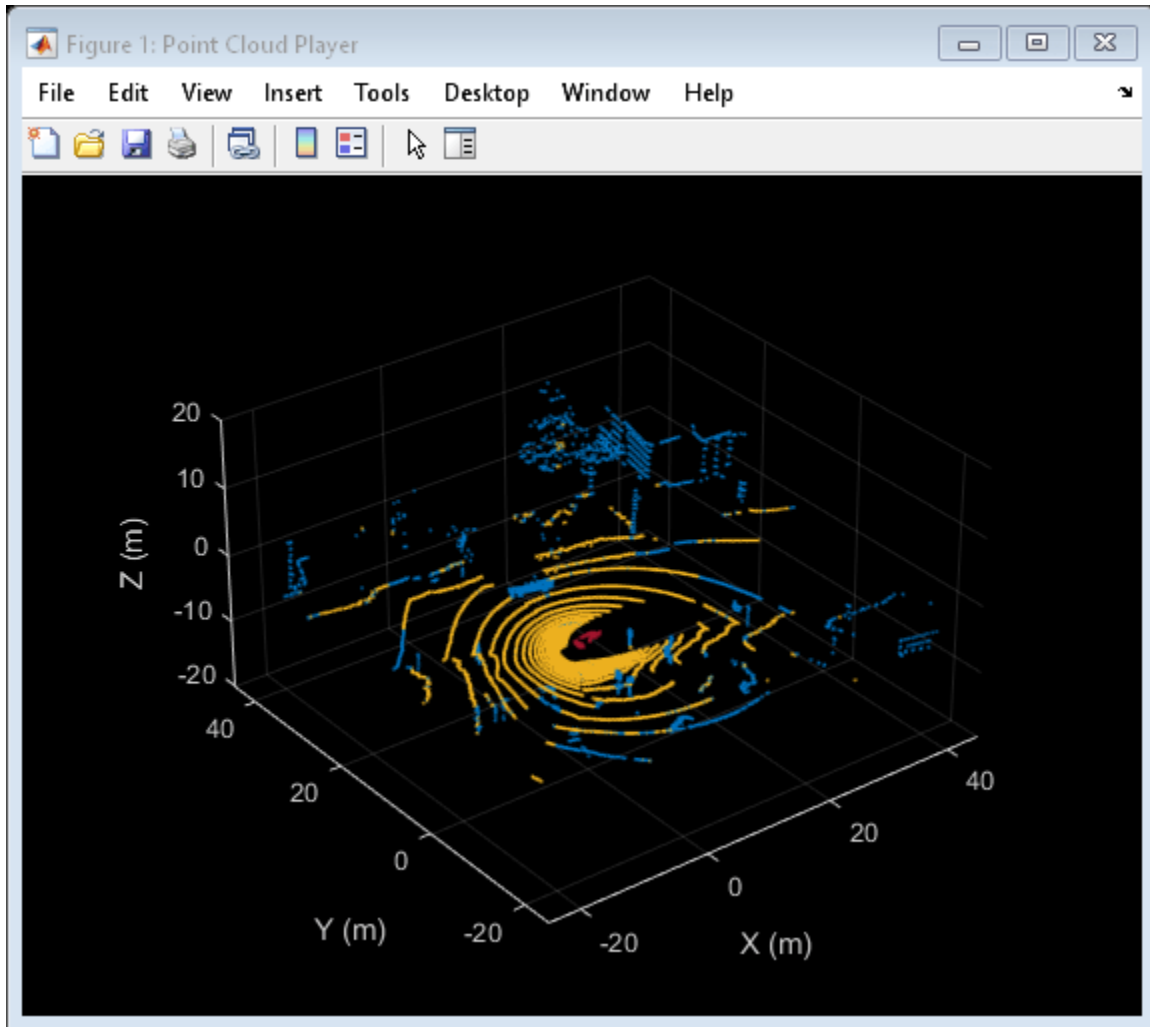 Figure 1: Point Cloud Player
File Edit View Insert Tools Desktop Window Help
20
10
0
-10
-20
Z (m)
40
20
0
-20
Y (m)
-20
0
20
40
X (m)